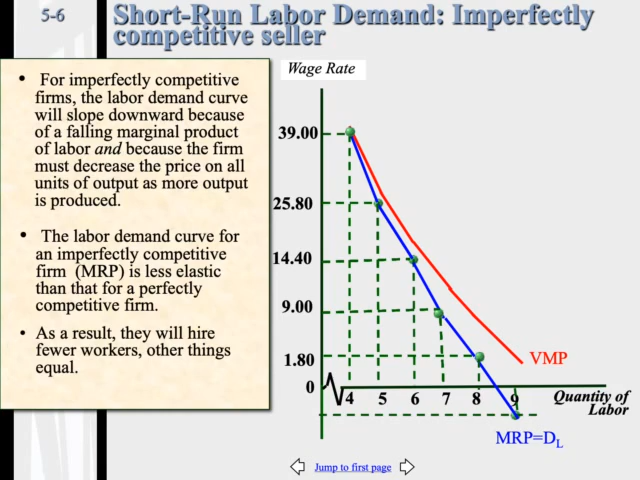 5-6
Short-Run Labor Demand: Imperfectly
competitive seller
• For imperfectly competitive
firms, the labor demand curve
will slope downward because
of a falling marginal product
of labor and because the firm
must decrease the price on all
units of output as more output
is produced.
• The labor demand curve for
an imperfectly competitive
firm (MRP) is less elastic
than that for a perfectly
competitive firm.
• As a result, they will hire
fewer workers, other things
equal.
Wage Rate
39.00
25.80
14.40
9.00
1.80
0
4 5 6 7 8 9
VMP
Quantity of
Labor
MRP=DL
Jump to first page